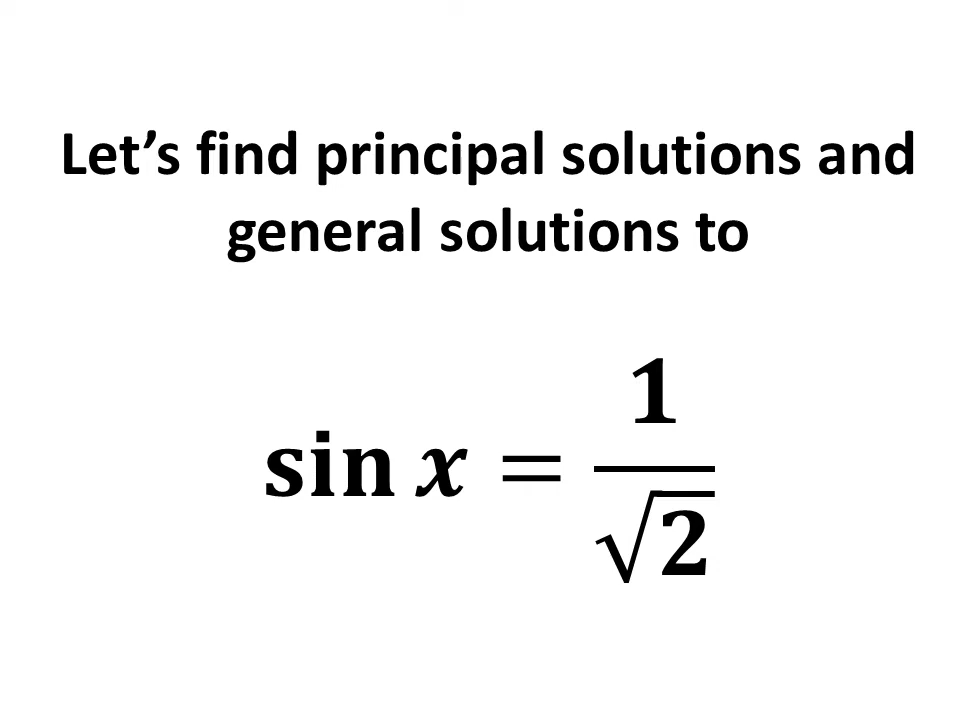 Let’s find principal solutions and
general solutions to
sin x = 1/√2